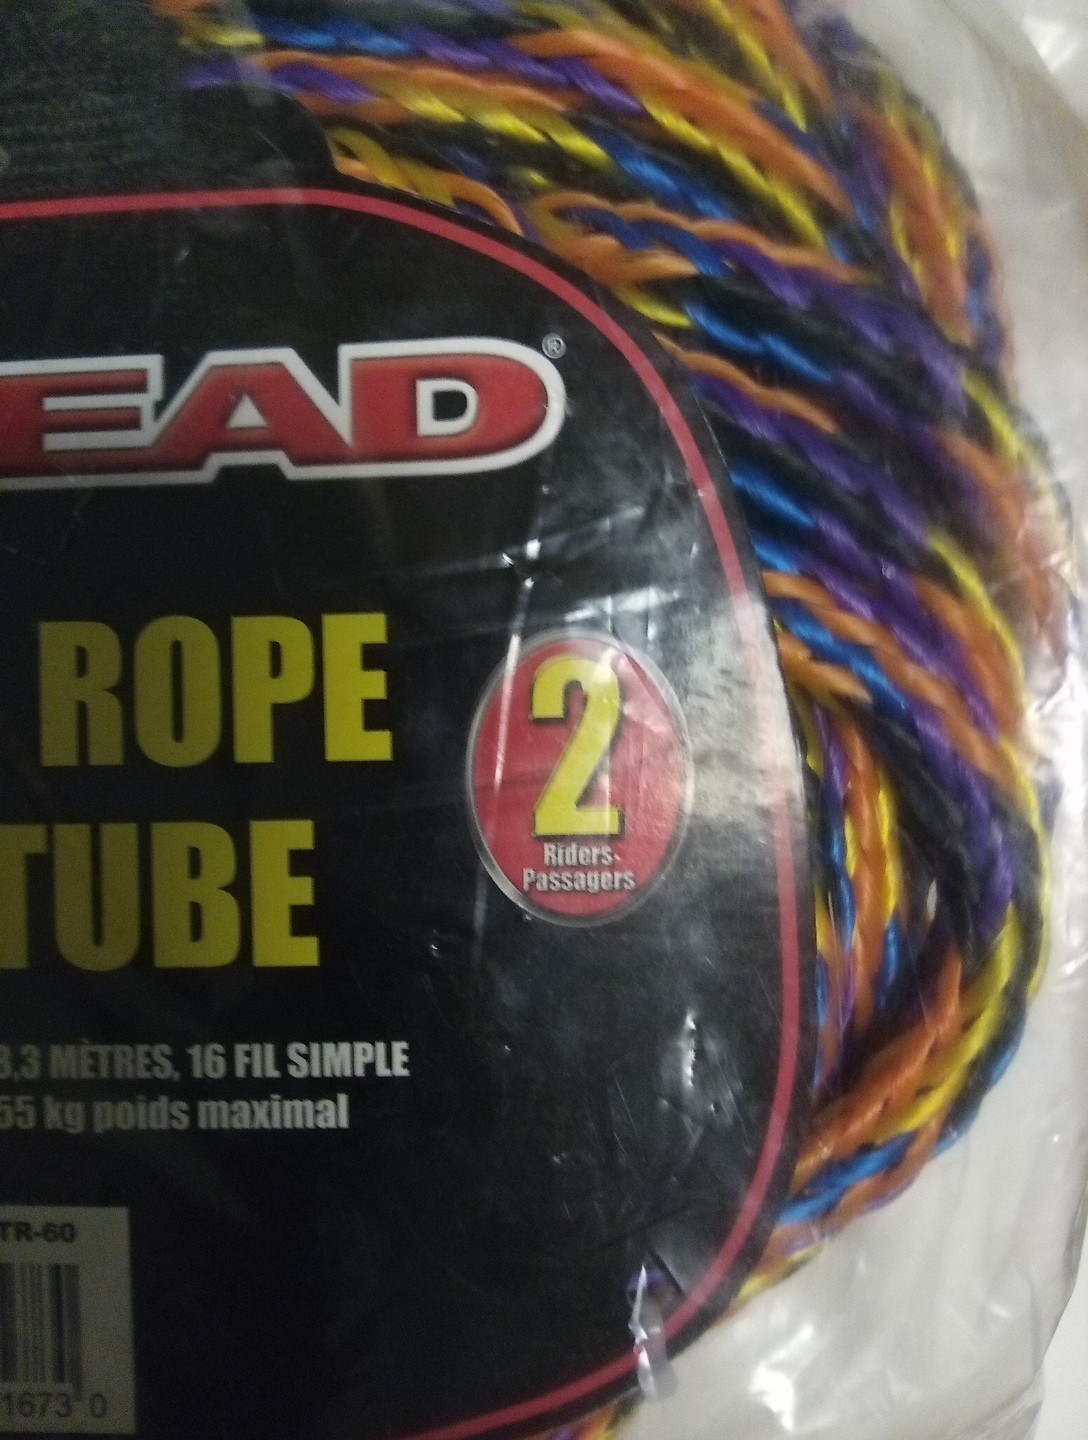 EAD®
ROPE
TUBE
2
Riders-
Passagers
8,3 MÈTRES, 16 FIL SIMPLE
55 kg poids maximal
TR-60
1673 0